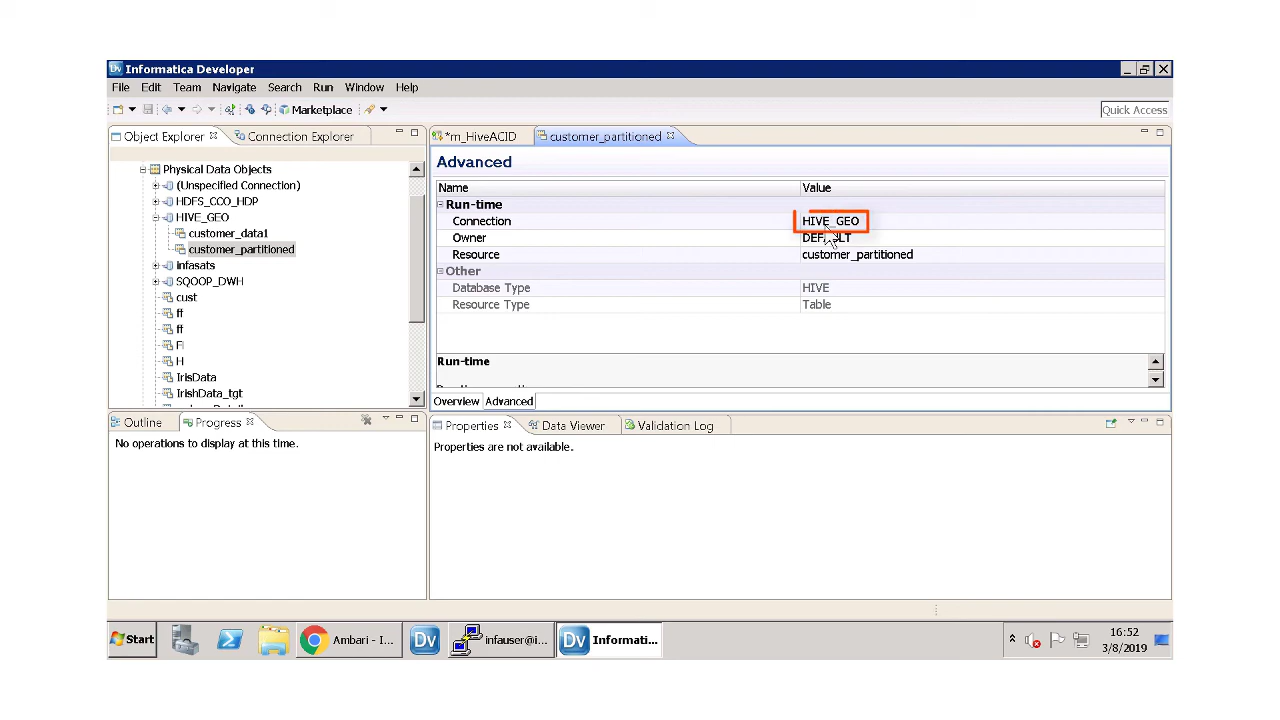 Informatica Developer
File Edit Team Navigate Search Run Window Help
Marketplace
Quick Access
Object Explorer Connection Explorer
Physical Data Objects
(Unspecified Connection)
HDFS_CCO_HDP
HIVE_GEO
customer_data1
customer_partitioned
infasats
SQOOP_DWH
cust
ff
ff
Fl
H
IrisData
IrishData_tgt
*m_HiveACID customer_partitioned
Advanced
Name Value
Run-time
Connection HIVE_GEO
Owner
Resource customer_partitioned
Other
Database Type HIVE
Resource Type Table
Run-time
Overview Advanced
Outline Progress
No operations to display at this time.
Properties Data Viewer Validation Log
Properties are not available.
Start Ambari - I... Dv infauser@i... Dv Informati...
16:52
3/8/2019